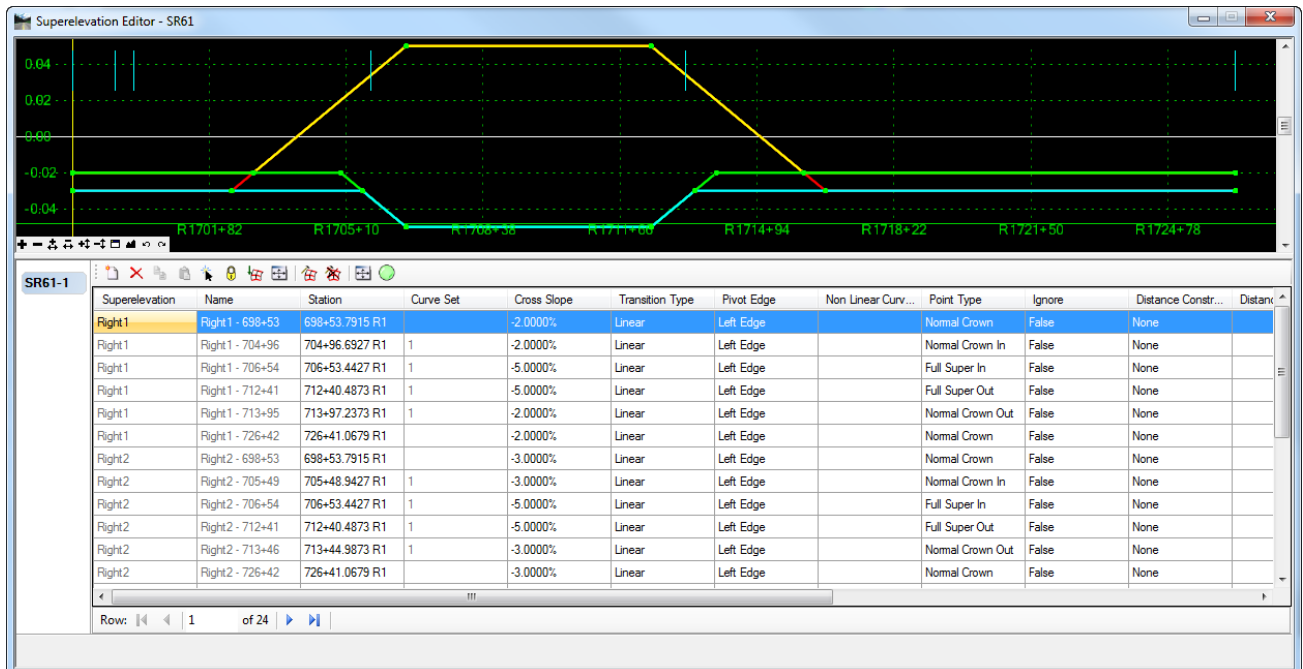 Superelevation Editor - SR61
0.04
0.02
0.00
-0.02
-0.04
R1701+82 R1705+10 R1708+38 R1711+66 R1714+94 R1718+22 R1721+50 R1724+78
SR61-1
Superelevation Name Station Curve Set Cross Slope Transition Type Pivot Edge Non Linear Curv... Point Type Ignore Distance Constr... Distanc
Right1 Right1 - 698+53 698+53.7915 R1 -2.0000% Linear Left Edge Normal Crown False None
Right1 Right1 - 704+96 704+96.6927 R1 1 -2.0000% Linear Left Edge Normal Crown In False None
Right1 Right1 - 706+54 706+53.4427 R1 1 -5.0000% Linear Left Edge Full Super In False None
Right1 Right1 - 712+41 712+40.4873 R1 1 -5.0000% Linear Left Edge Full Super Out False None
Right1 Right1 - 713+95 713+97.2373 R1 1 -2.0000% Linear Left Edge Normal Crown Out False None
Right1 Right1 - 726+42 726+41.0679 R1 -2.0000% Linear Left Edge Normal Crown False None
Right2 Right2 - 698+53 698+53.7915 R1 -3.0000% Linear Left Edge Normal Crown False None
Right2 Right2 - 705+49 705+48.9427 R1 1 -3.0000% Linear Left Edge Normal Crown In False None
Right2 Right2 - 706+54 706+53.4427 R1 1 -5.0000% Linear Left Edge Full Super In False None
Right2 Right2 - 712+41 712+40.4873 R1 1 -5.0000% Linear Left Edge Full Super Out False None
Right2 Right2 - 713+46 713+44.9873 R1 1 -3.0000% Linear Left Edge Normal Crown Out False None
Right2 Right2 - 726+42 726+41.0679 R1 -3.0000% Linear Left Edge Normal Crown False None
Row: 1 of 24